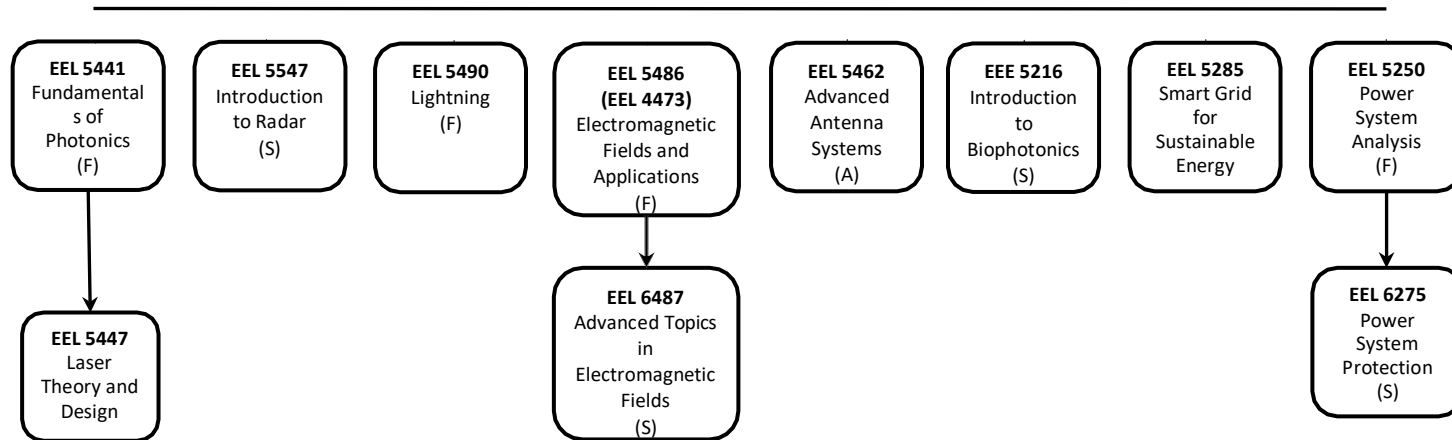 EEL 5441
Fundamental
s of
Photonics
(F)
EEL 5547
Introduction
to Radar
(S)
EEL 5490
Lightning
(F)
EEL 5486
(EEL 4473)
Electromagnetic
Fields and
Applications
(F)
EEL 5462
Advanced
Antenna
Systems
(A)
EEE 5216
Introduction
to
Biophotonics
(S)
EEL 5285
Smart Grid
for
Sustainable
Energy
EEL 5250
Power
System
Analysis
(F)
EEL 5447
Laser
Theory and
Design
EEL 6487
Advanced Topics
in
Electromagnetic
Fields
(S)
EEL 6275
Power
System
Protection
(S)